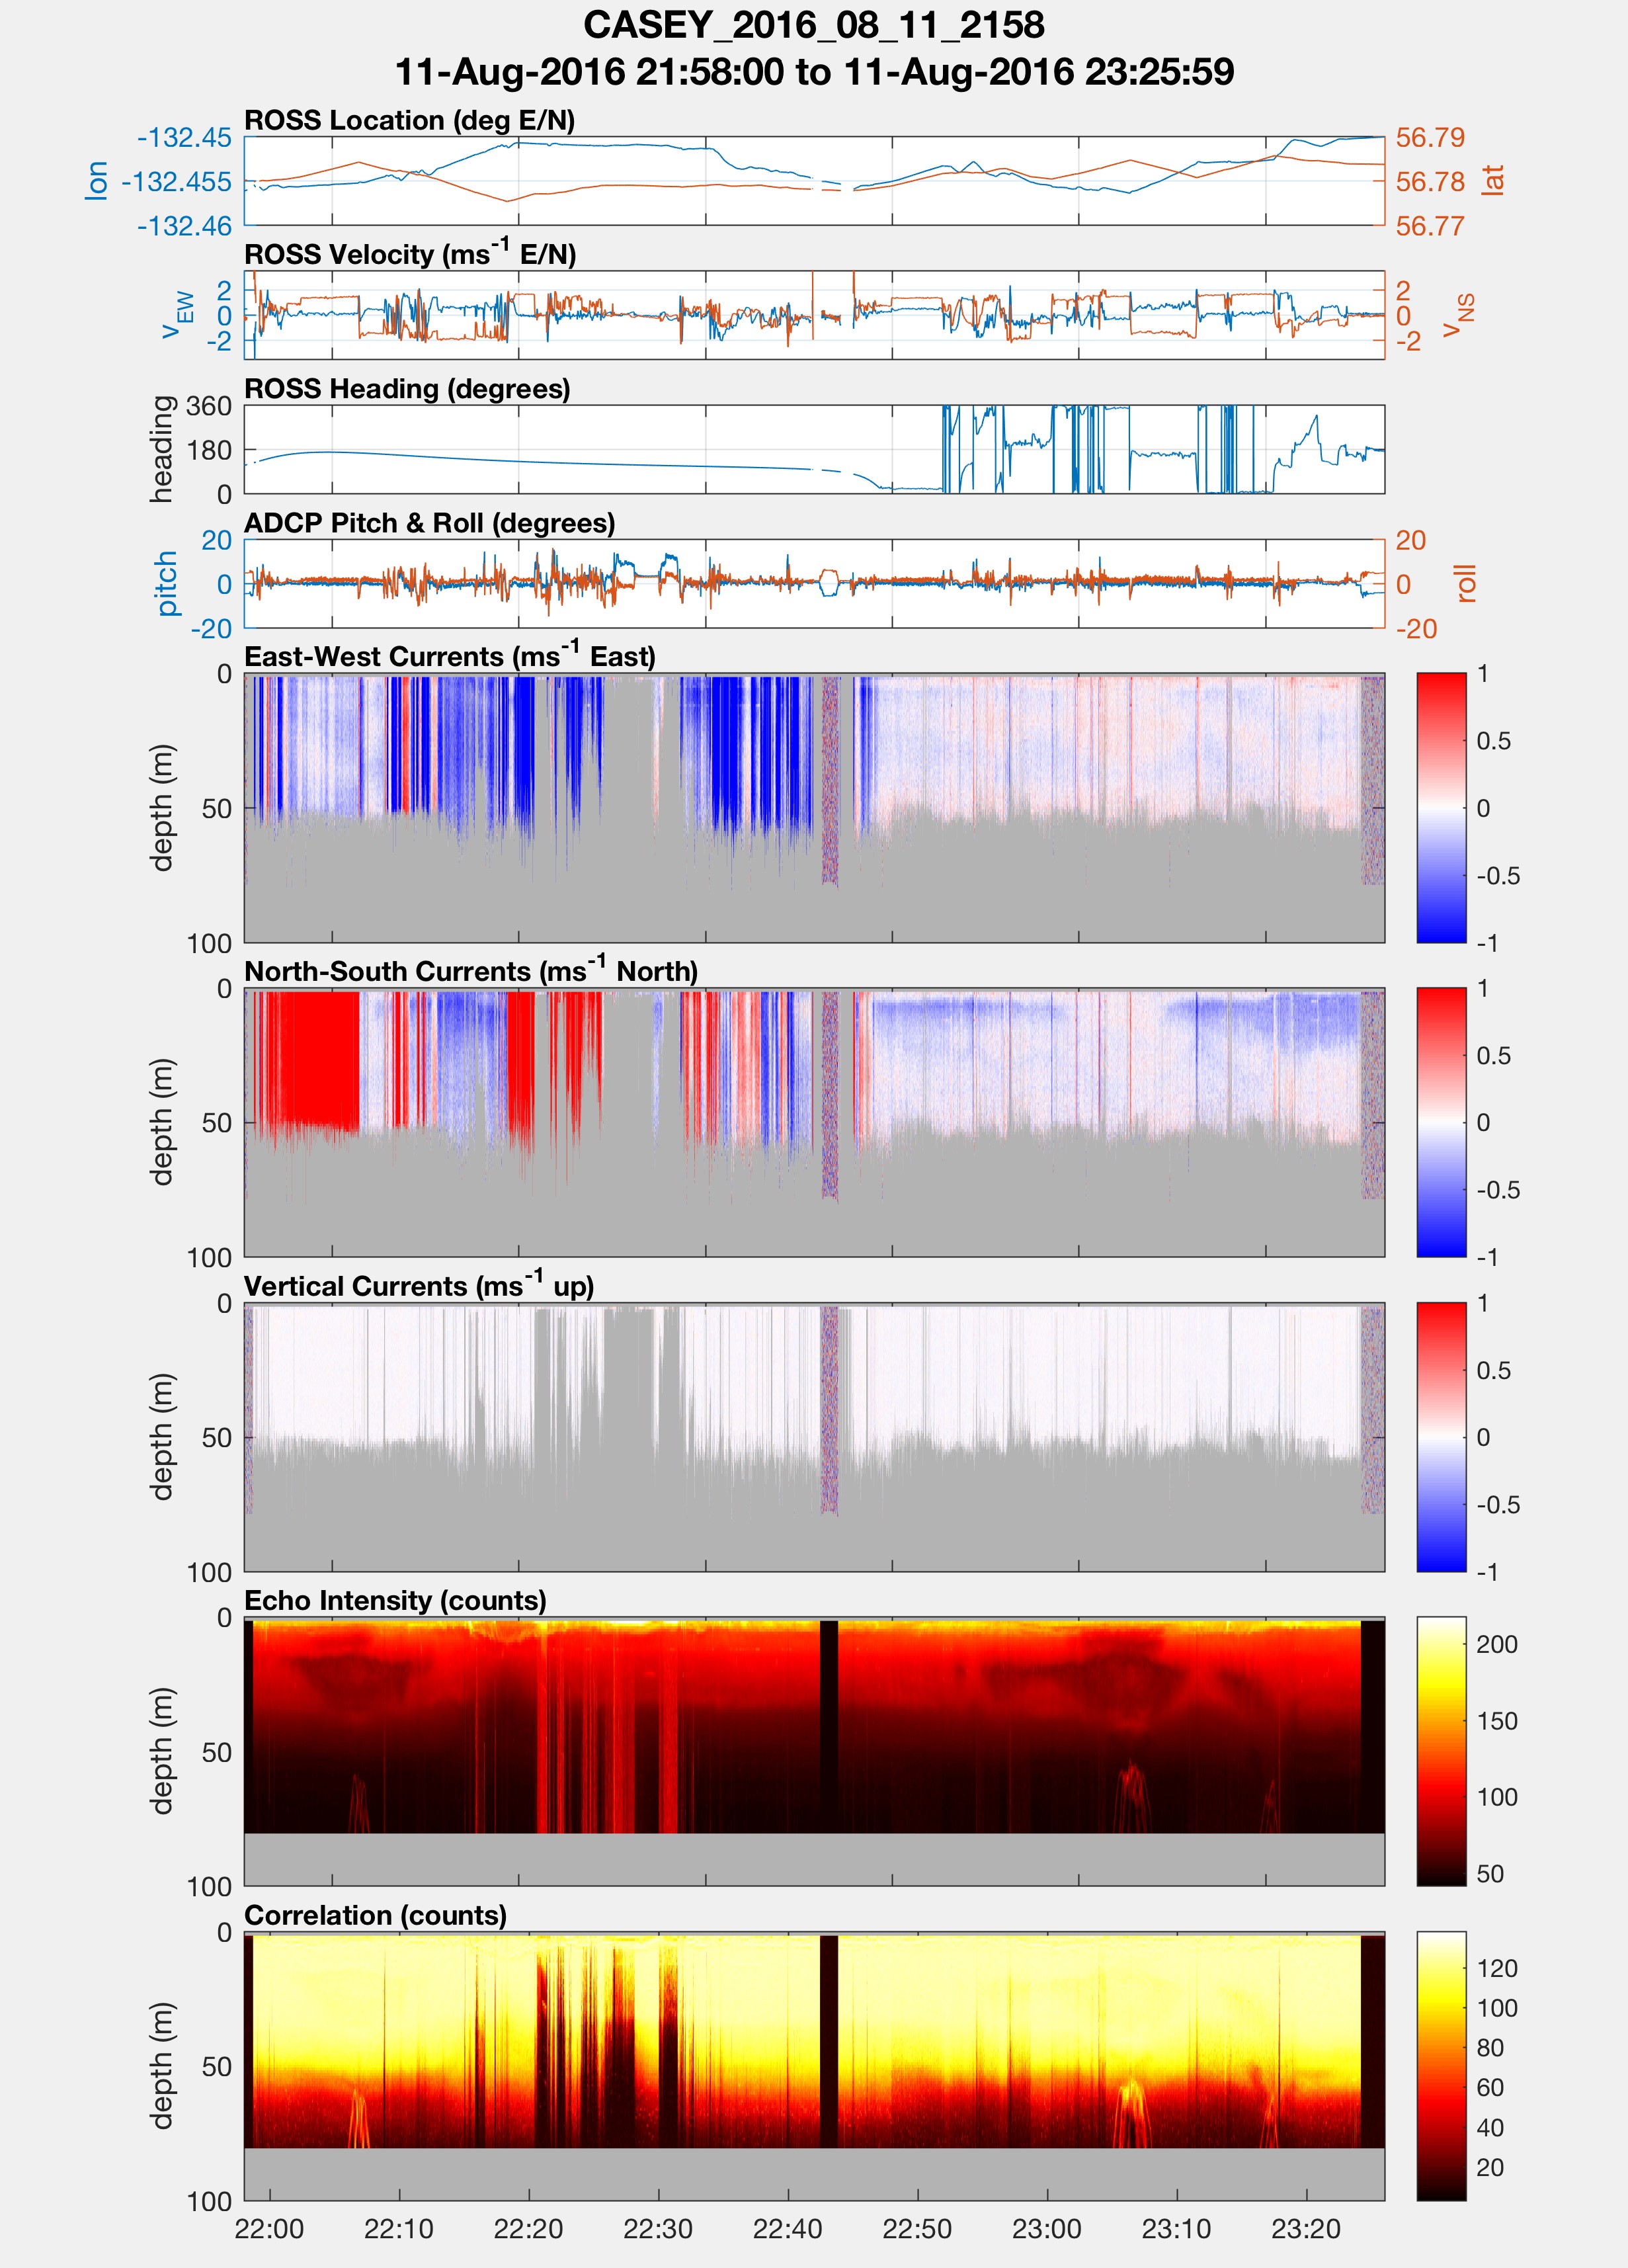 CASEY_2016_08_11_2158
11-Aug-2016 21:58:00 to 11-Aug-2016 23:25:59
ROSS Location (deg E/N)
-132.45
-132.455
-132.46
lon
56.79
56.78
56.77
lat
ROSS Velocity (ms-1 E/N)
2
0
-2
vEW
2
0
-2
vNS
ROSS Heading (degrees)
360
180
0
heading
ADCP Pitch & Roll (degrees)
20
0
-20
pitch
20
0
-20
roll
East-West Currents (ms-1 East)
0
50
100
depth (m)
1
0.5
0
-0.5
-1
North-South Currents (ms-1 North)
0
50
100
depth (m)
1
0.5
0
-0.5
-1
Vertical Currents (ms-1 up)
0
50
100
depth (m)
1
0.5
0
-0.5
-1
Echo Intensity (counts)
0
50
100
depth (m)
200
150
100
50
Correlation (counts)
0
50
100
depth (m)
120
100
80
60
40
20
22:00 22:10 22:20 22:30 22:40 22:50 23:00 23:10 23:20